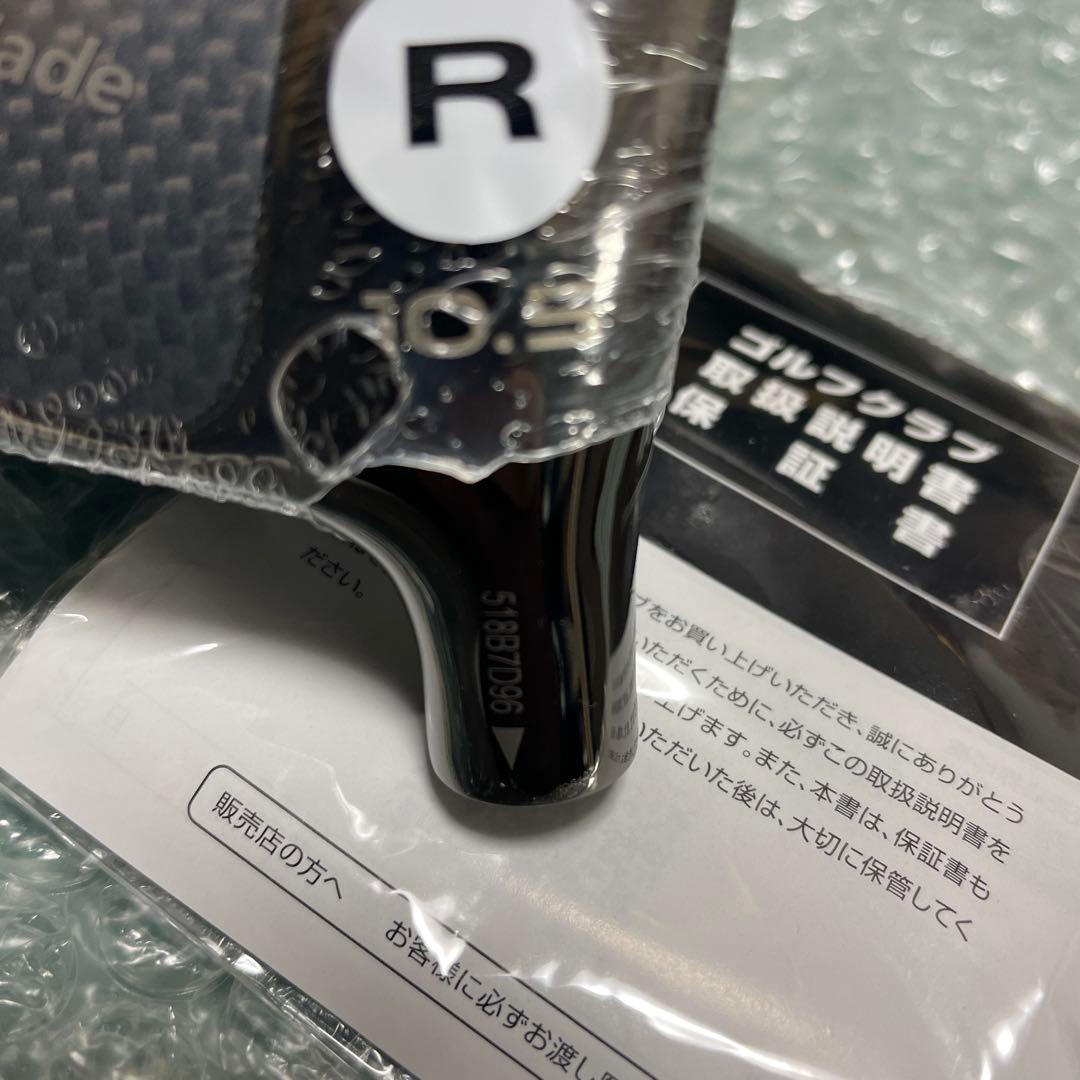 lade
R
10.5
518B7D96
ゴルフクラブ
取扱説明書
保証書
ださい。
ブをお買い上げいただき、誠にありがとう
いただくために、必ずこの取扱説明書を
上げます。また、本書は、保証書も
いただいた後は、大切に保管してく
販売店の方へ
お客様に必ずお渡し